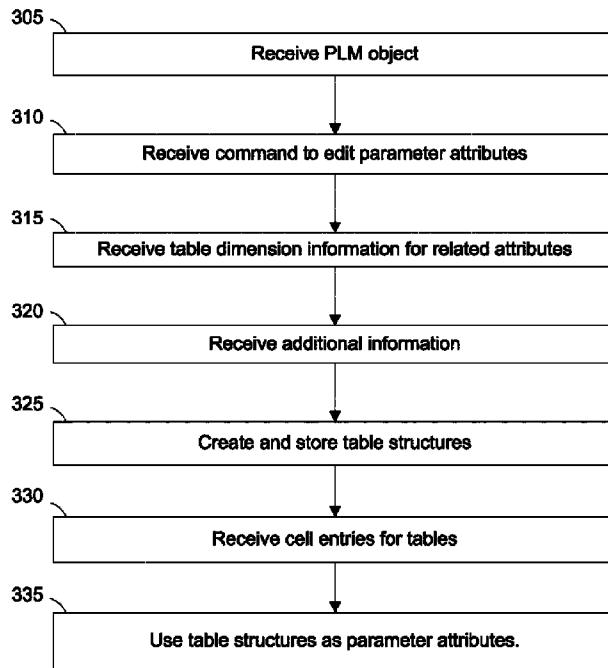 305
Receive PLM object
310
Receive command to edit parameter attributes
315
Receive table dimension information for related attributes
320
Receive additional information
325
Create and store table structures
330
Receive cell entries for tables
335
Use table structures as parameter attributes.